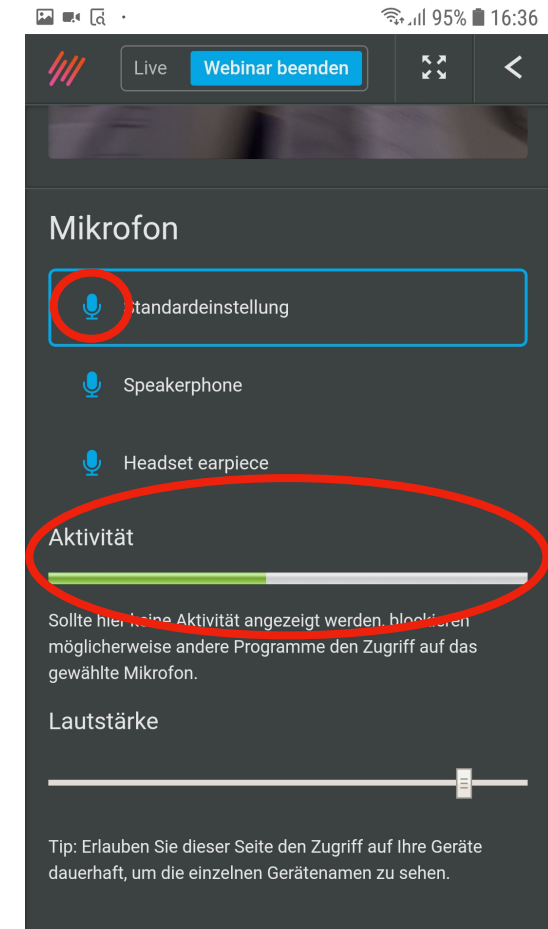 95% 16:36
Live Webinar beenden
Mikrofon
Standardeinstellung
Speakerphone
Headset earpiece
Aktivität
Sollte hier keine Aktivität angezeigt werden, blockieren
möglicherweise andere Programme den Zugriff auf das
gewählte Mikrofon.
Lautstärke
Tip: Erlauben Sie dieser Seite den Zugriff auf Ihre Geräte
dauerhaft, um die einzelnen Gerätenamen zu sehen.